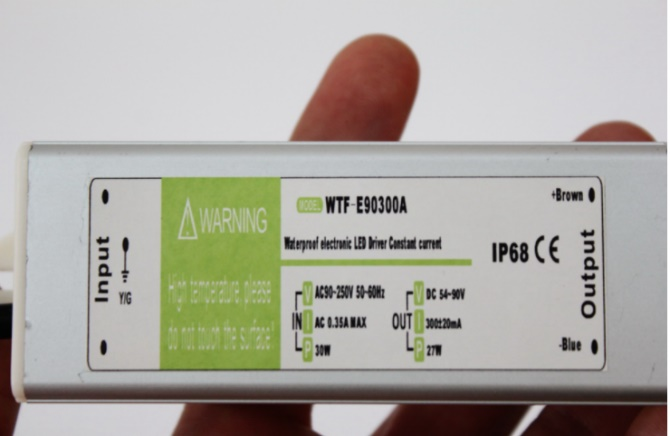 Input
Y/G
WARNING
High temperature, please
do not touch the surface!
MODEL WTF-E90300A
Waterproof electronic LED Driver Constant current
IN
V AC90-250V 50-60Hz
I AC 0.35A MAX
P 30W
OUT
V DC 54-90V
I 300±20mA
P 27W
IP68 CE
+Brown
Output
-Blue